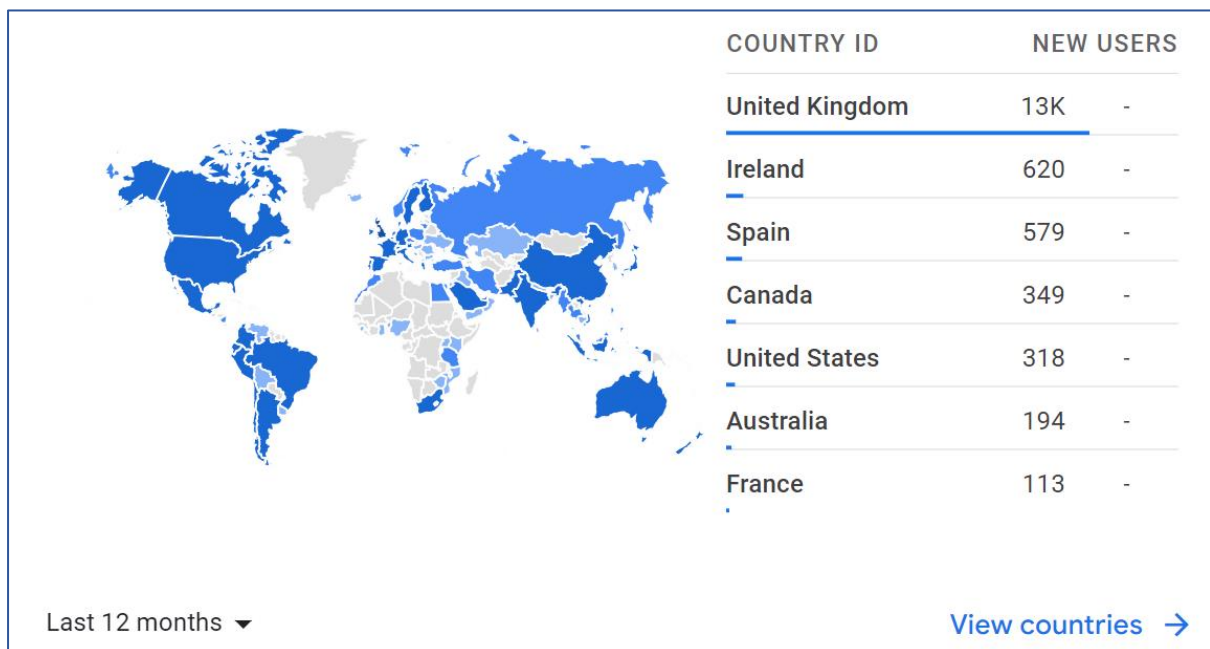 COUNTRY ID NEW USERS
United Kingdom 13K -
Ireland 620 -
Spain 579 -
Canada 349 -
United States 318 -
Australia 194 -
France 113 -
Last 12 months
View countries →